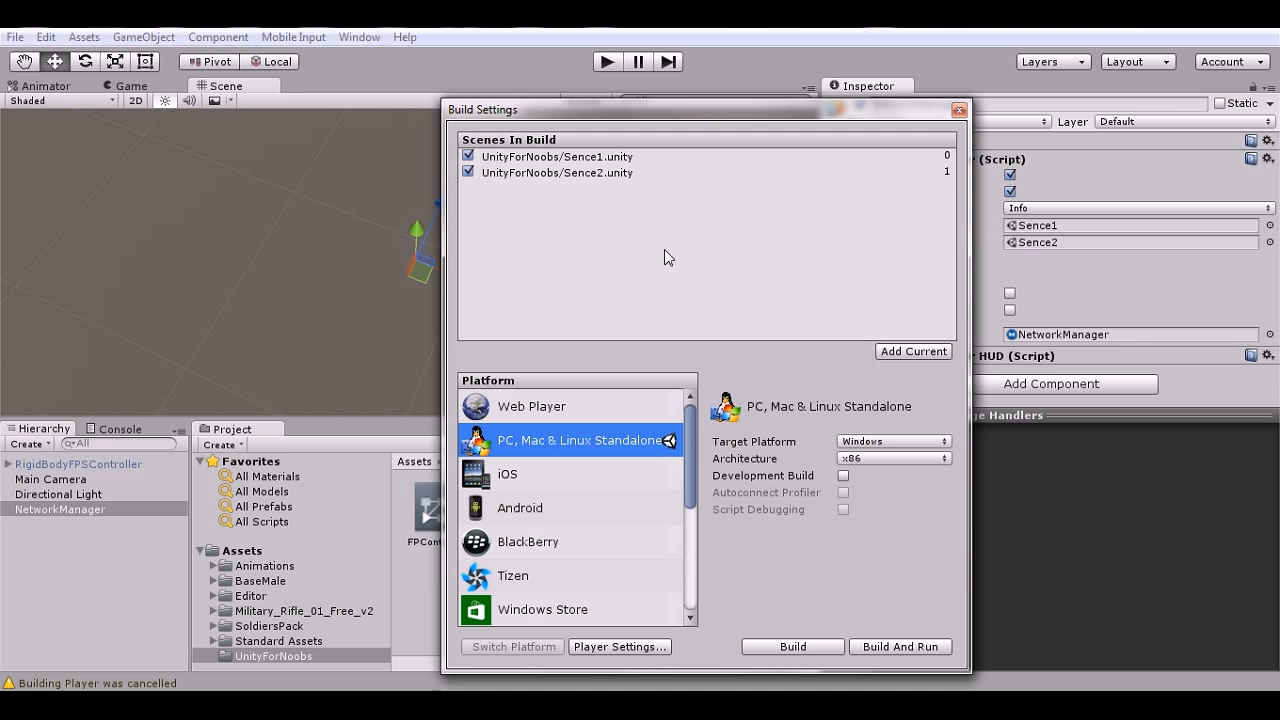 File Edit Assets GameObject Component Mobile Input Window Help
Pivot Local Layers Layout Account
Animator Game Scene Inspector
Shaded 2D
Static
Layer Default
Build Settings
Scenes In Build
UnityForNoobs/Sence1.unity 0
UnityForNoobs/Sence2.unity 1
Add Current
Platform
Web Player
PC, Mac & Linux Standalone
iOS
Android
BlackBerry
Tizen
Windows Store
PC, Mac & Linux Standalone
Target Platform Windows
Architecture x86
Development Build
Autoconnect Profiler
Script Debugging
Switch Platform Player Settings... Build Build And Run
(Script)
Info
Sence1
Sence2
NetworkManager
HUD (Script)
Add Component
Handlers
Hierarchy Console
Create All
RigidBodyFPSController
Main Camera
Directional Light
NetworkManager
Project
Create
Favorites
All Materials
All Models
All Prefabs
All Scripts
Assets
Animations
BaseMale
Editor
Military_Rifle_01_Free_v2
SoldiersPack
Standard Assets
UnityForNoobs
Assets
FPCont
Building Player was cancelled